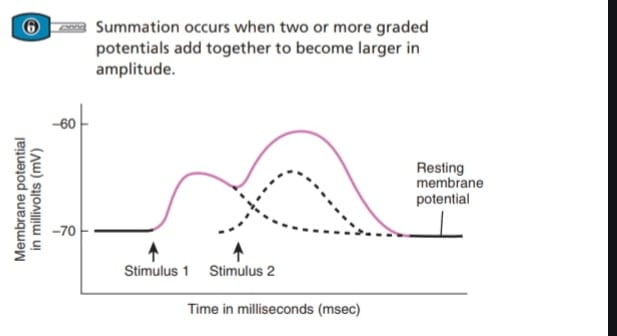 6
Summation occurs when two or more graded
potentials add together to become larger in
amplitude.
Membrane potential
in millivolts (mV)
–60
–70
Resting
membrane
potential
Stimulus 1
Stimulus 2
Time in milliseconds (msec)